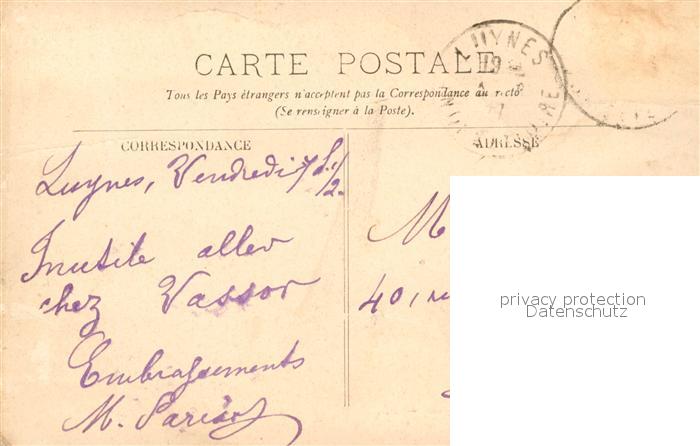 CARTE POSTALE
Tous les Pays étrangers n'acceptent pas la Correspondance au recto
(Se renseigner à la Poste).
LUYNES
CORRESPONDANCE
ADRESSE
Luynes, Vendredi
Inutile aller
chez Vassor
Embrassements
M.
M
40, ru
privacy protection
Datenschutz